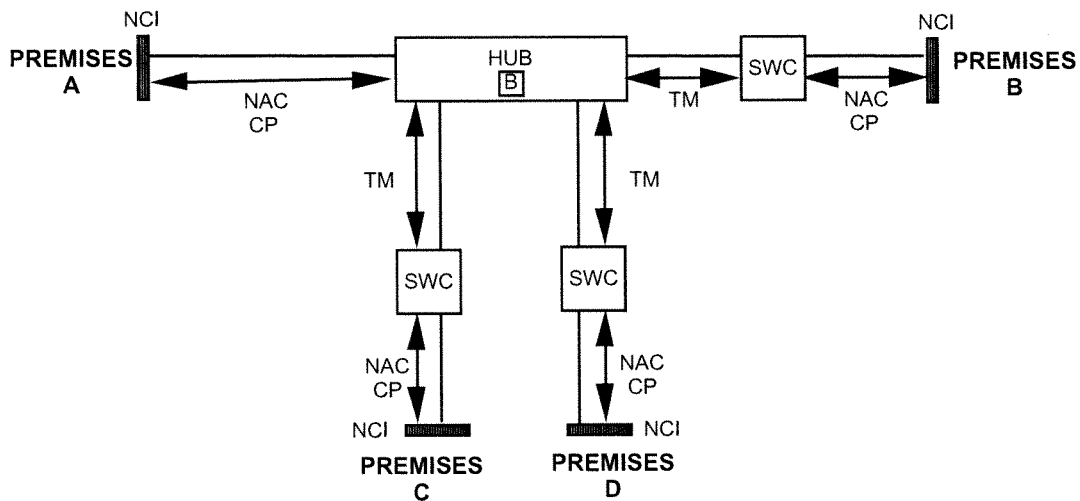 NCI
PREMISES
A
NAC
CP
HUB
B
TM
SWC
NAC
CP
NCI
PREMISES
B
TM
SWC
NAC
CP
NCI
PREMISES
C
TM
SWC
NAC
CP
NCI
PREMISES
D